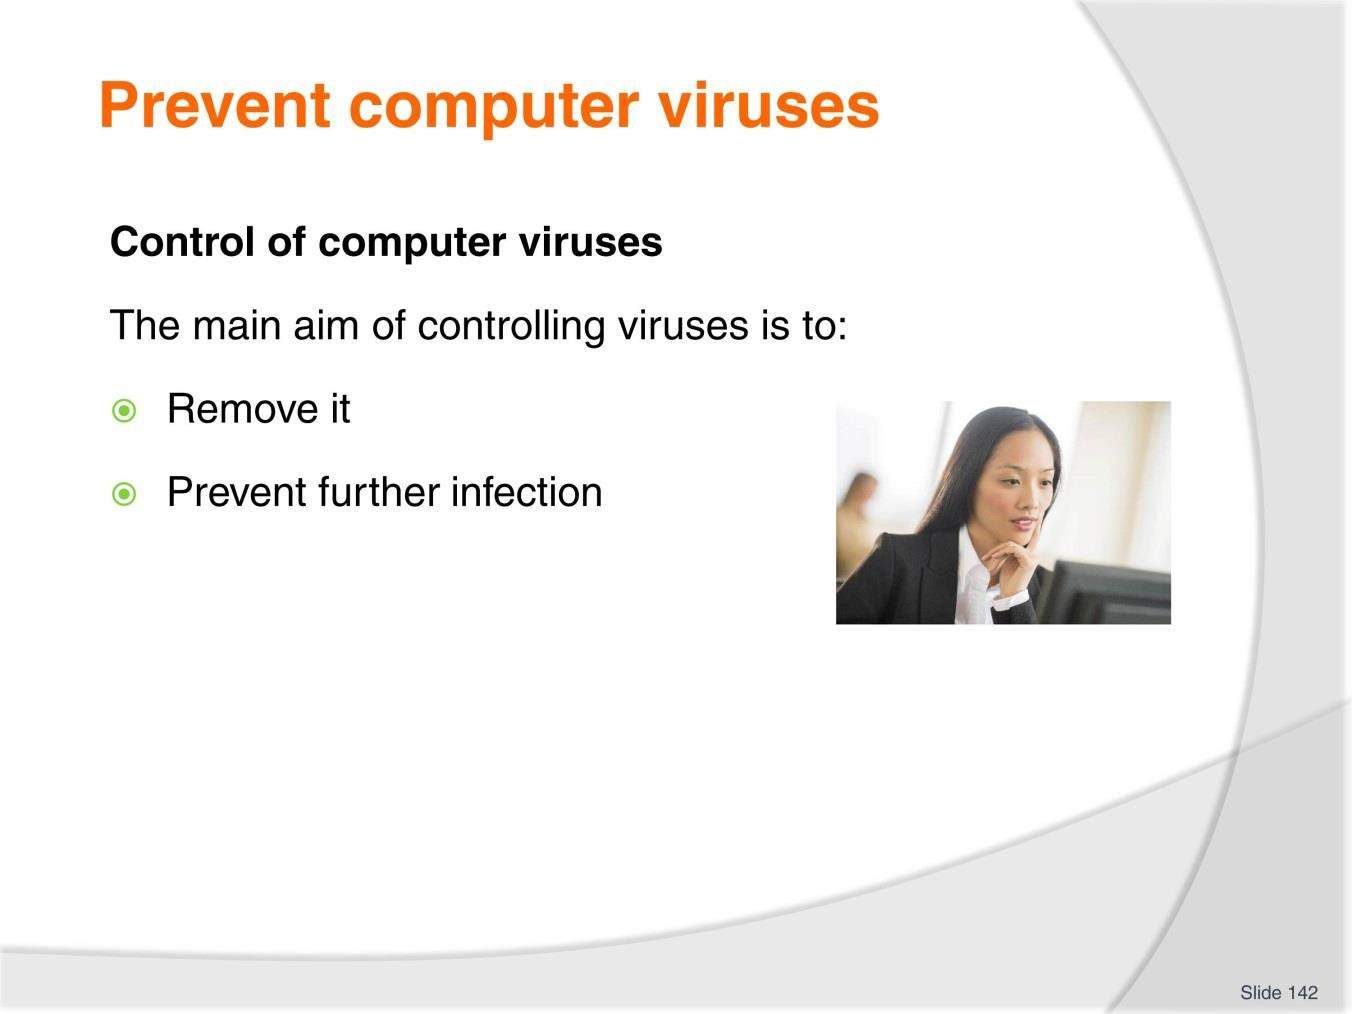 Prevent computer viruses
Control of computer viruses
The main aim of controlling viruses is to:
Remove it
Prevent further infection
Slide 142